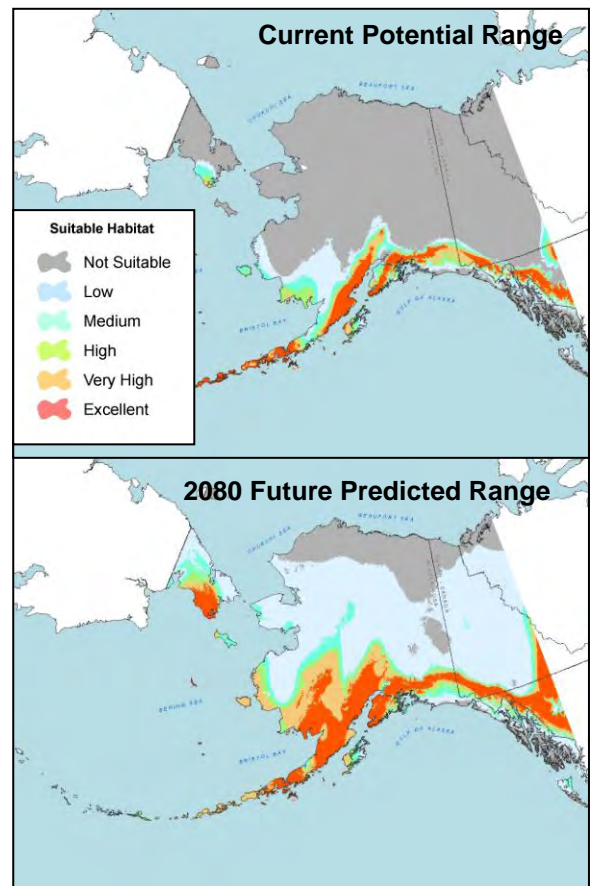 Current Potential Range
BEAUFORT SEA
CHUKCHI SEA
Suitable Habitat
Not Suitable
Low
Medium
High
Very High
Excellent
BRISTOL BAY
GULF OF ALASKA
2080 Future Predicted Range
BEAUFORT SEA
CHUKCHI SEA
BERING SEA
BRISTOL BAY
GULF OF ALASKA